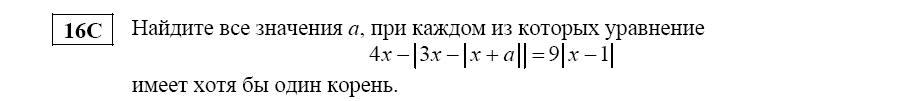 16С Найдите все значения a, при каждом из которых уравнение
4x−|3x−|x+a||=9|x−1|
имеет хотя бы один корень.